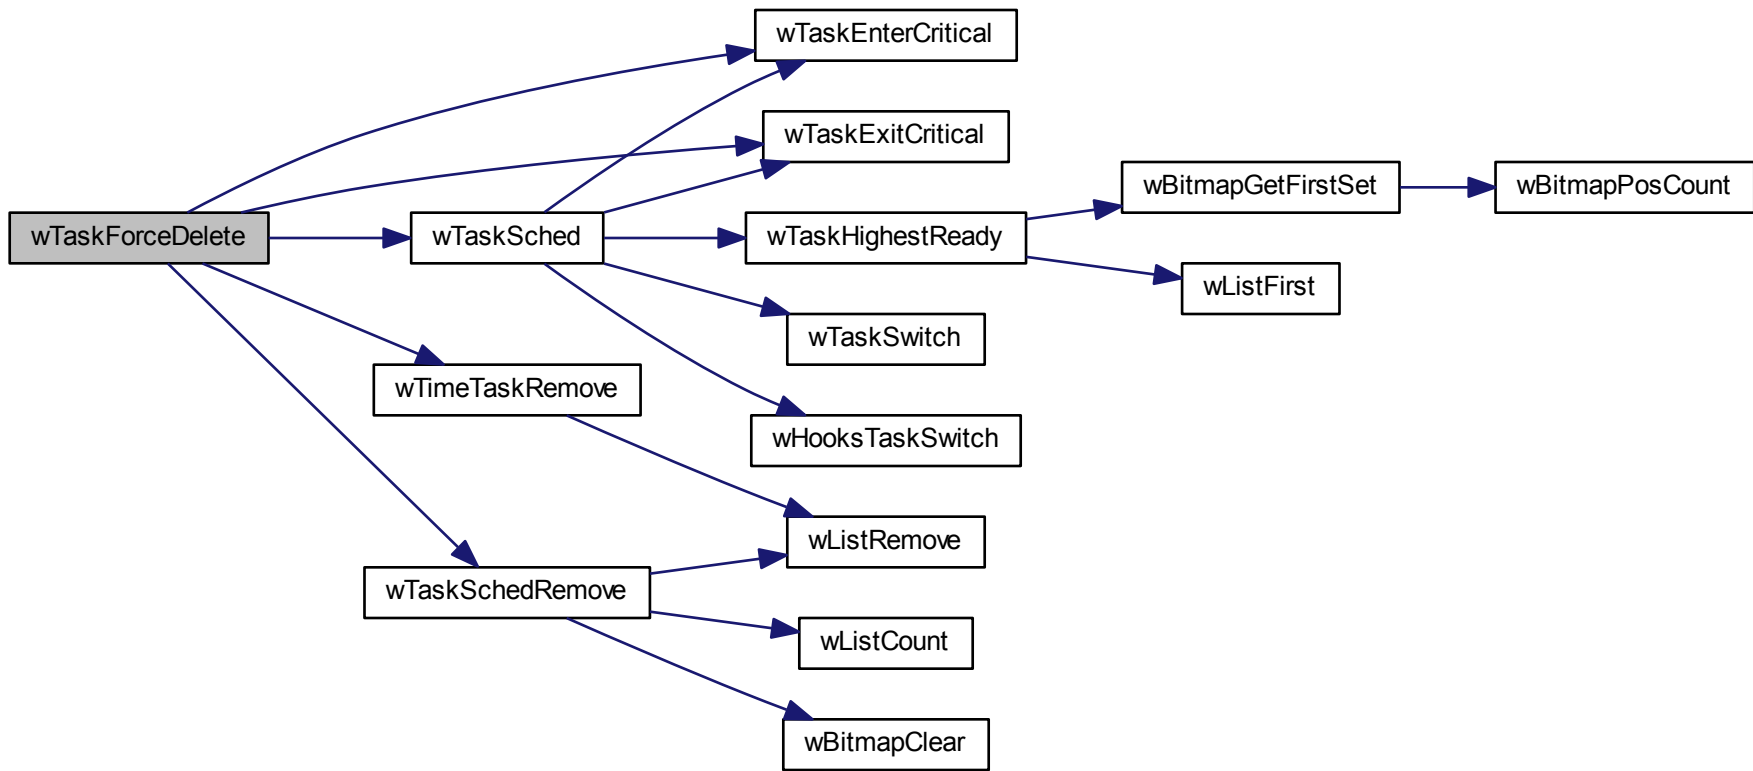 wTaskEnterCritical
wTaskExitCritical
wBitmapGetFirstSet
wBitmapPosCount
wTaskForceDelete
wTaskSched
wTaskHighestReady
wListFirst
wTaskSwitch
wTimeTaskRemove
wHooksTaskSwitch
wListRemove
wTaskSchedRemove
wListCount
wBitmapClear